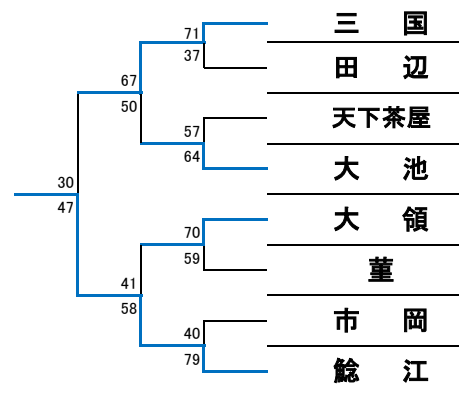 71 三 国
37 田 辺
67
50
57 天下茶屋
64 大 池
30
47
70 大 領
59 菫
41
58
40 市 岡
79 鯰 江